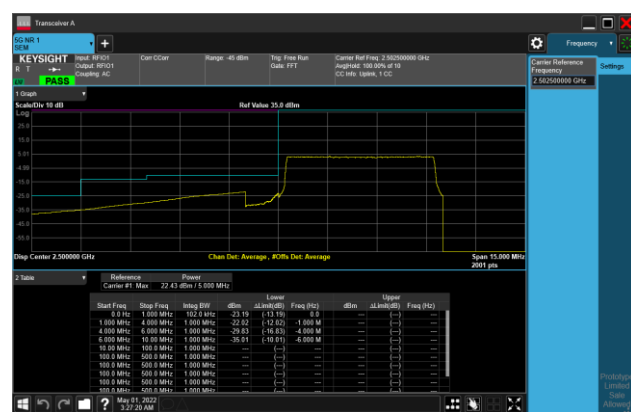 Transceiver A
5G NR 1
SEM
Frequency
KEYSIGHT
R T
PASS
Input: RFIO1
Output: RFIO1
Coupling: AC
Corr CCorr
Range: -45 dBm
Trig: Free Run
Gate: FFT
Carrier Ref Freq: 2.502500000 GHz
Avg|Hold: 100.00% of 10
CC Info: Uplink, 1 CC
Carrier Reference
Frequency
2.502500000 GHz
Settings
1 Graph
Scale/Div 10 dB
Ref Value 35.0 dBm
Log
25.0
15.0
5.01
-4.99
-15.0
-25.0
-35.0
-45.0
-55.0
Disp Center 2.500000 GHz
Chan Det: Average , #Offs Det: Average
Span 15.000 MHz
2001 pts
2 Table
Reference Power
Carrier #1 Max 22.43 dBm / 5.000 MHz
Lower Upper
Start Freq Stop Freq Integ BW dBm ΔLimit(dB) Freq (Hz) dBm ΔLimit(dB) Freq (Hz)
0.0 Hz 1.000 MHz 102.0 kHz -23.19 (-13.19) 0.0 --- (---) ---
1.000 MHz 4.000 MHz 1.000 MHz -22.02 (-12.02) -1.000 M --- (---) ---
4.000 MHz 6.000 MHz 1.000 MHz -29.83 (-16.83) -4.000 M --- (---) ---
6.000 MHz 10.00 MHz 1.000 MHz -35.01 (-10.01) -6.000 M --- (---) ---
10.00 MHz 100.0 MHz 1.000 MHz --- (---) --- --- (---) ---
100.0 MHz 500.0 MHz 1.000 MHz --- (---) --- --- (---) ---
100.0 MHz 500.0 MHz 1.000 MHz --- (---) --- --- (---) ---
100.0 MHz 500.0 MHz 1.000 MHz --- (---) --- --- (---) ---
100.0 MHz 500.0 MHz 1.000 MHz --- (---) --- --- (---) ---
100.0 MHz 500.0 MHz 1.000 MHz --- (---) --- --- (---) ---
Prototype
Limited
Sale
Allowed
?
May 01, 2022
3:27:20 AM